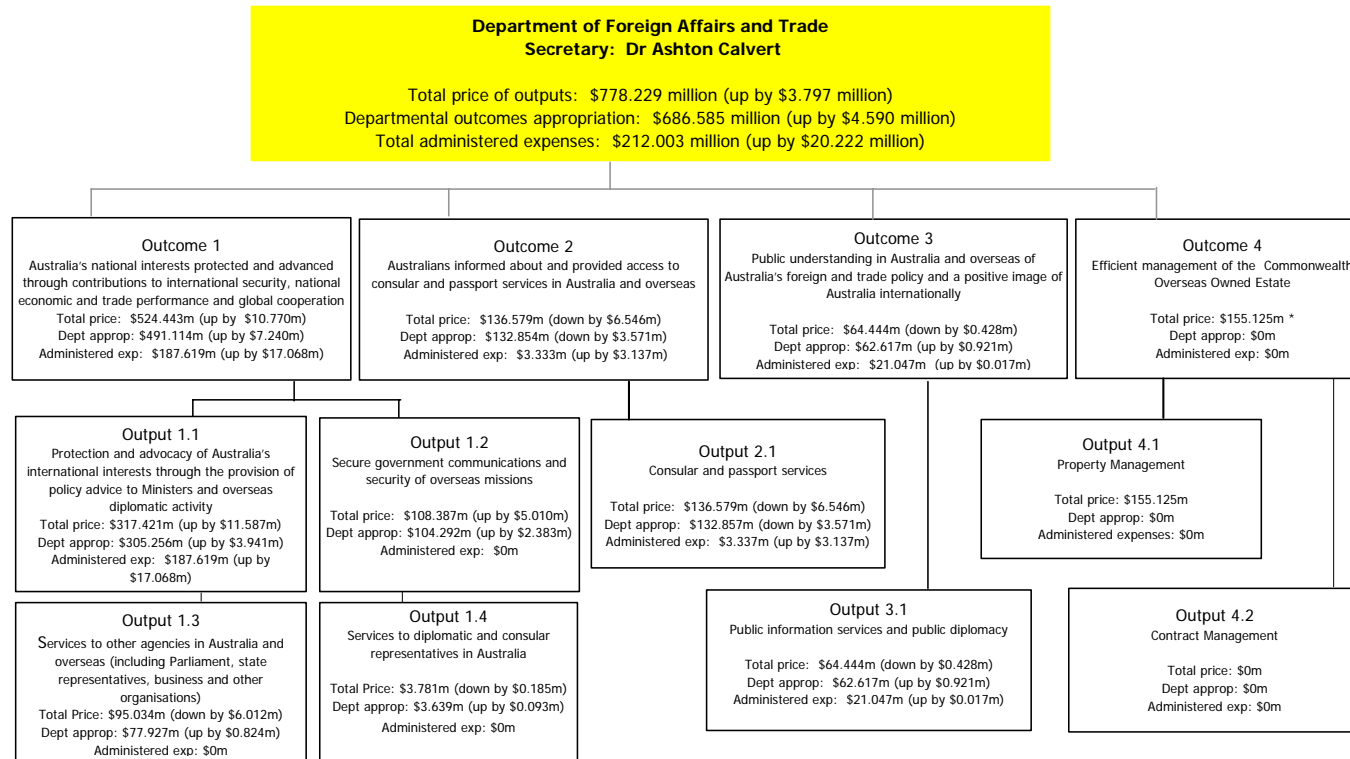 Department of Foreign Affairs and Trade
Secretary: Dr Ashton Calvert
Total price of outputs: $778.229 million (up by $3.797 million)
Departmental outcomes appropriation: $686.585 million (up by $4.590 million)
Total administered expenses: $212.003 million (up by $20.222 million)
Outcome 1
Australia's national interests protected and advanced
through contributions to international security, national
economic and trade performance and global cooperation
Total price: $524.443m (up by $10.770m)
Dept approp: $491.114m (up by $7.240m)
Administered exp: $187.619m (up by $17.068m)
Outcome 2
Australians informed about and provided access to
consular and passport services in Australia and overseas
Total price: $136.579m (down by $6.546m)
Dept approp: $132.854m (down by $3.571m)
Administered exp: $3.333m (up by $3.137m)
Outcome 3
Public understanding in Australia and overseas of
Australia's foreign and trade policy and a positive image of
Australia internationally
Total price: $64.444m (down by $0.428m)
Dept approp: $62.617m (up by $0.921m)
Administered exp: $21.047m (up by $0.017m)
Outcome 4
Efficient management of the Commonwealth
Overseas Owned Estate
Total price: $155.125m *
Dept approp: $0m
Administered exp: $0m
Output 1.1
Protection and advocacy of Australia's
international interests through the provision of
policy advice to Ministers and overseas
diplomatic activity
Total price: $317.421m (up by $11.587m)
Dept approp: $305.256m (up by $3.941m)
Administered exp: $187.619m (up by
$17.068m)
Output 1.2
Secure government communications and
security of overseas missions
Total price: $108.387m (up by $5.010m)
Dept approp: $104.292m (up by $2.383m)
Administered exp: $0m
Output 2.1
Consular and passport services
Total price: $136.579m (down by $6.546m)
Dept approp: $132.857m (down by $3.571m)
Administered exp: $3.337m (up by $3.137m)
Output 4.1
Property Management
Total price: $155.125m
Dept approp: $0m
Administered expenses: $0m
Output 1.3
Services to other agencies in Australia and
overseas (including Parliament, state
representatives, business and other
organisations)
Total Price: $95.034m (down by $6.012m)
Dept approp: $77.927m (up by $0.824m)
Administered exp: $0m
Output 1.4
Services to diplomatic and consular
representatives in Australia
Total Price: $3.781m (down by $0.185m)
Dept approp: $3.639m (up by $0.093m)
Administered exp: $0m
Output 3.1
Public information services and public diplomacy
Total price: $64.444m (down by $0.428m)
Dept approp: $62.617m (up by $0.921m)
Administered exp: $21.047m (up by $0.017m)
Output 4.2
Contract Management
Total price: $0m
Dept approp: $0m
Administered exp: $0m